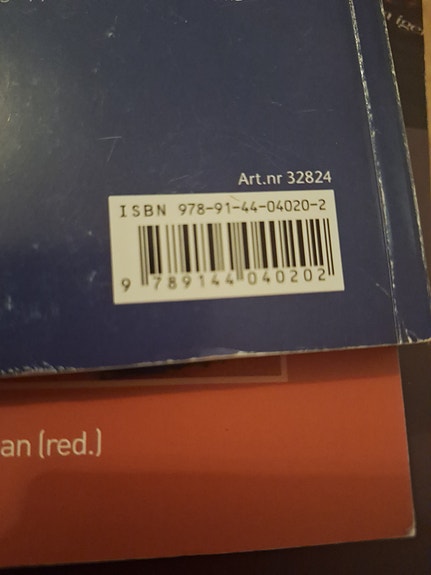 Art.nr 32824
ISBN 978-91-44-04020-2
9 789144 040202
an (red.)